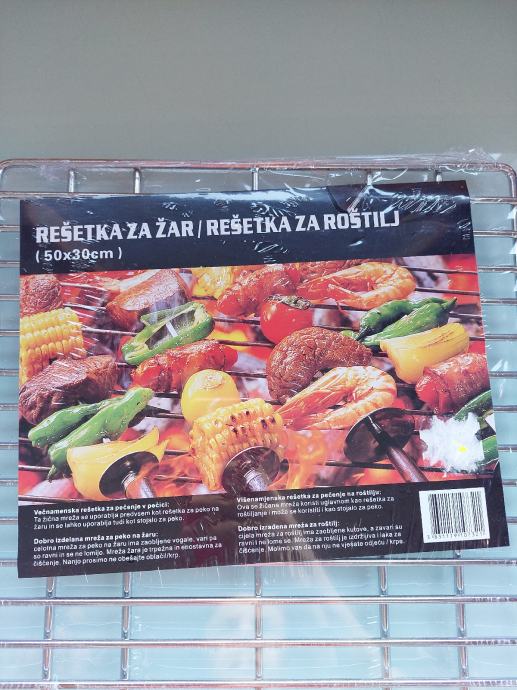 REŠETKA ZA ŽAR / REŠETKA ZA ROŠTILJ
( 50x30cm )
Večnamenska rešetka za pečenje v pečici:
Ta žična mreža se uporablja predvsem kot rešetka za peko na
žaru in se lahko uporablja tudi kot stojalo za peko.
Dobro izdelana mreža za peko na žaru:
celotna mreža za peko na žaru ima zaobljene vogale, vari pa
so ravni in se ne lomijo. Mreža žara je trpežna in enostavna za
čiščenje. Nanjo prosimo ne obešajte oblačil/krp.
Višenamjenska rešetka za pečenje na roštilju:
Ova se žičana mreža koristi uglavnom kao rešetka za
roštiljanje i može se koristiti i kao stojalo za peko.
Dobro izrađena mreža za roštilj:
cijela mreža za roštilj ima zaobljene kutove, a zavari su
ravni i ne lome se. Mreža za roštilj je izdržljiva i laka za
čišćenje. Molimo vas da na nju ne vješate odjeću / krpe.